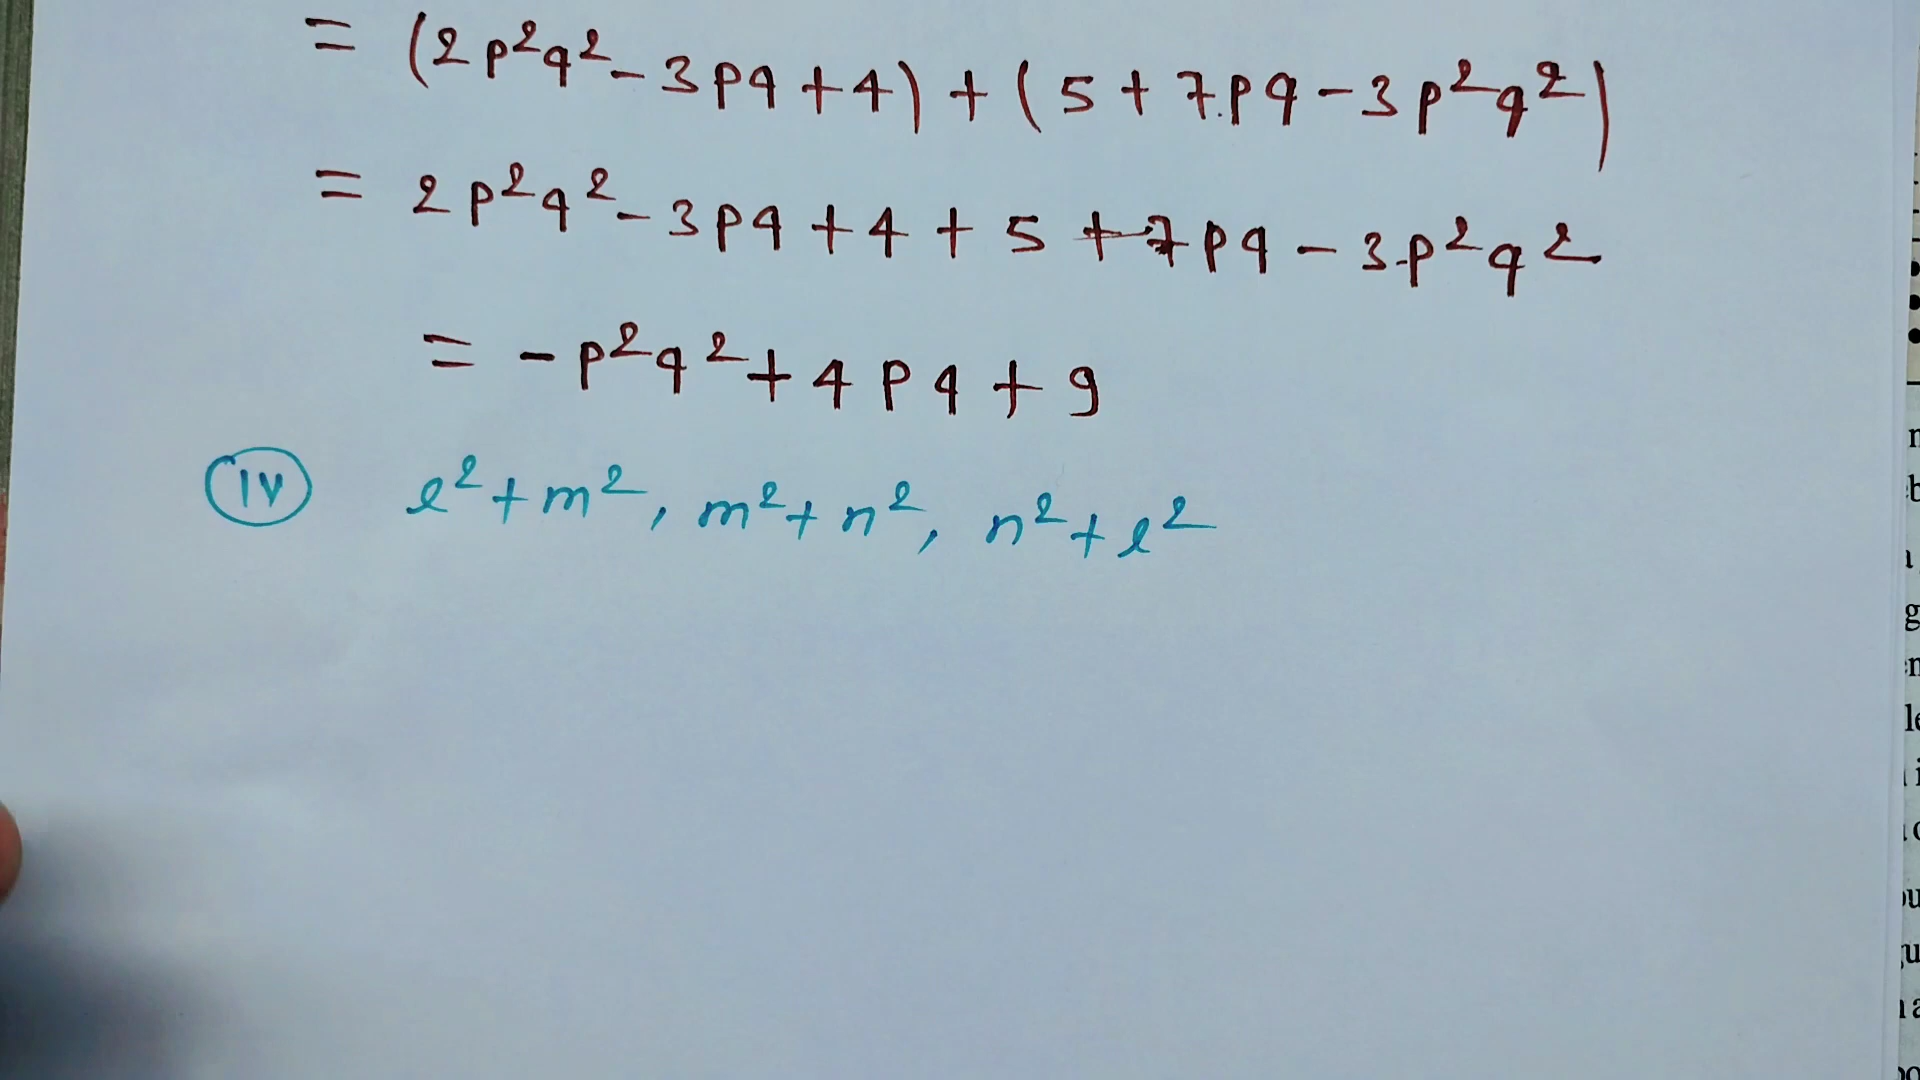 = (2p²q² - 3pq + 4) + (5 + 7pq - 3p²q²)
= 2p²q² - 3pq + 4 + 5 + 7pq - 3p²q²
= - p²q² + 4pq + 9
(iv) l² + m², m² + n², n² + l²